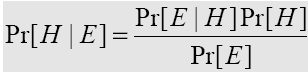 Pr[H | E] = Pr[E | H] Pr[H] / Pr[E]